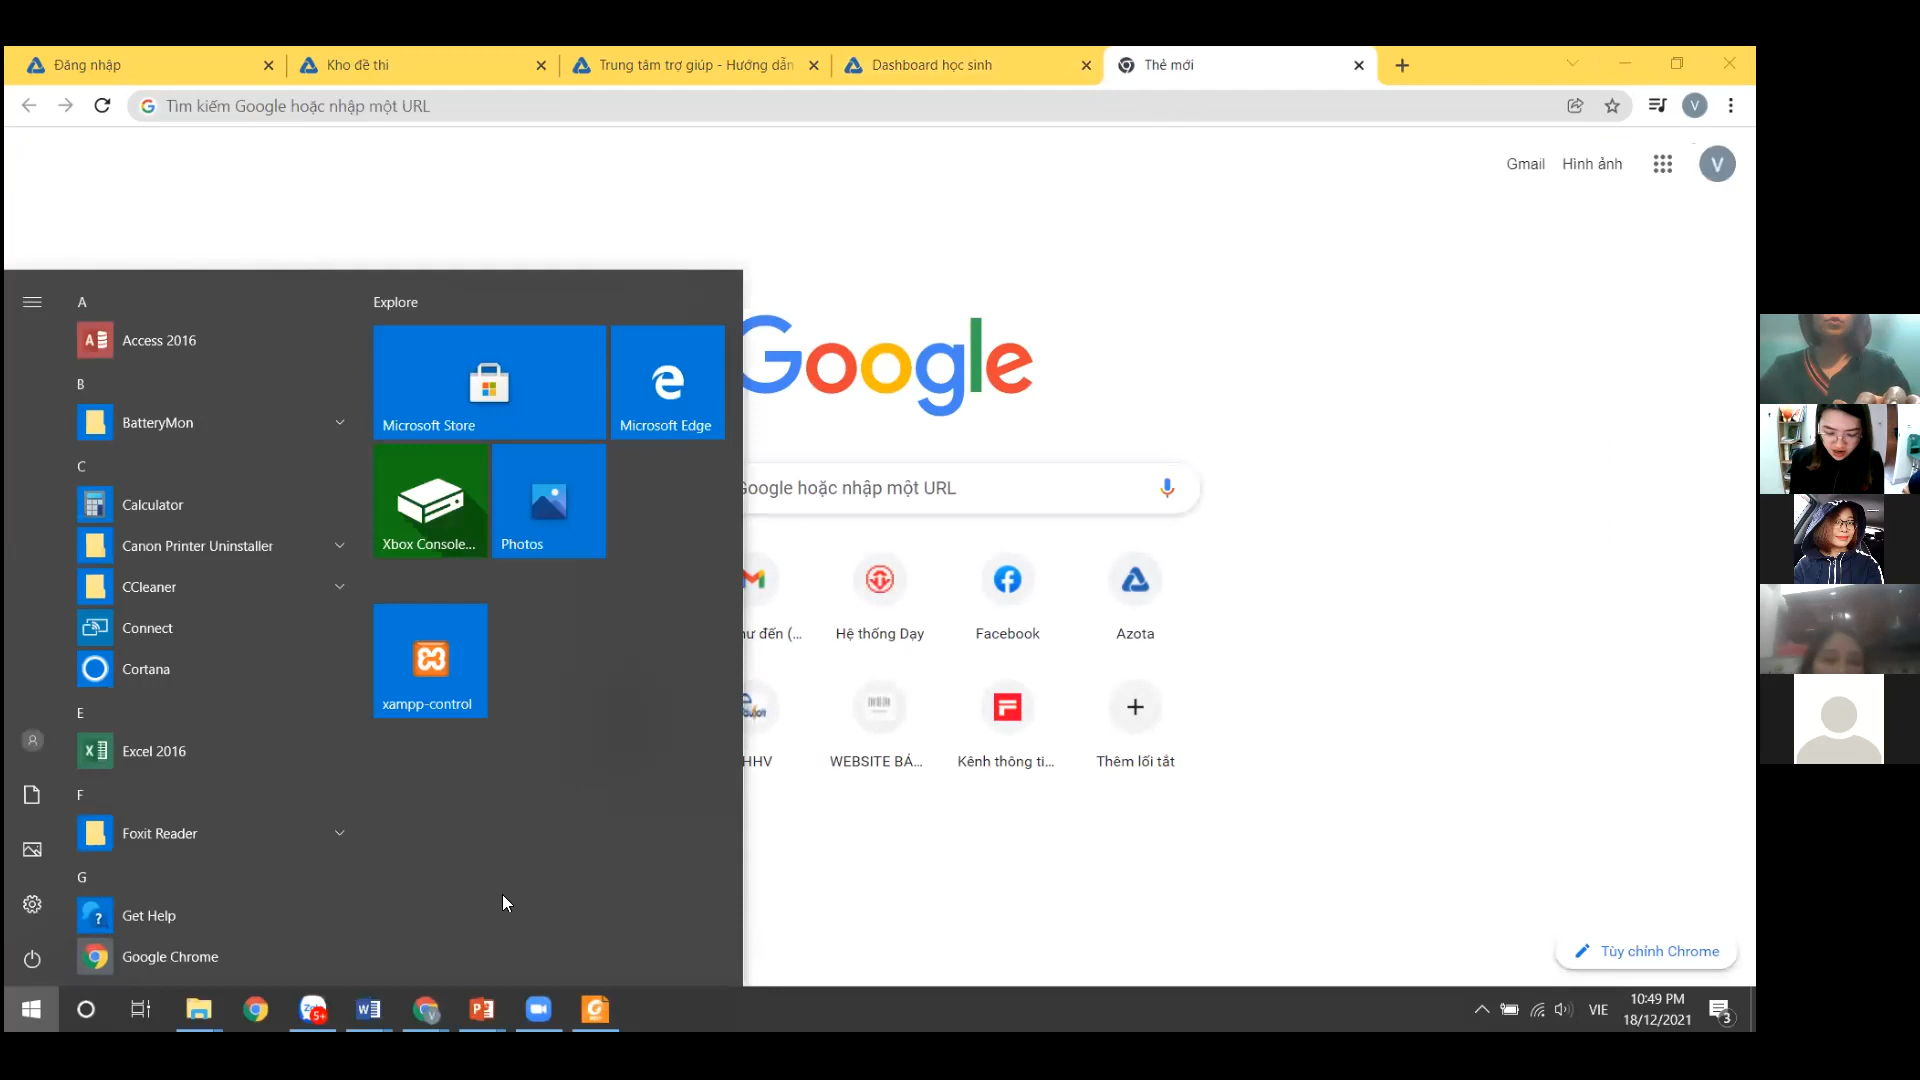 Đăng nhập
Kho đề thi
Trung tâm trợ giúp - Hướng dẫn
Dashboard học sinh
Thẻ mới
Tìm kiếm Google hoặc nhập một URL
V
Gmail
Hình ảnh
V
A
Access 2016
B
BatteryMon
C
Calculator
Canon Printer Uninstaller
CCleaner
Connect
Cortana
E
Excel 2016
F
Foxit Reader
G
Get Help
Google Chrome
Explore
Microsoft Store
Microsoft Edge
Xbox Console...
Photos
xampp-control
Google
Google hoặc nhập một URL
ư đến (...
Hệ thống Dạy
Facebook
Azota
HHV
WEBSITE BÁ...
Kênh thông ti...
Thêm lối tắt
Tùy chỉnh Chrome
5+
VIE
10:49 PM
18/12/2021
3